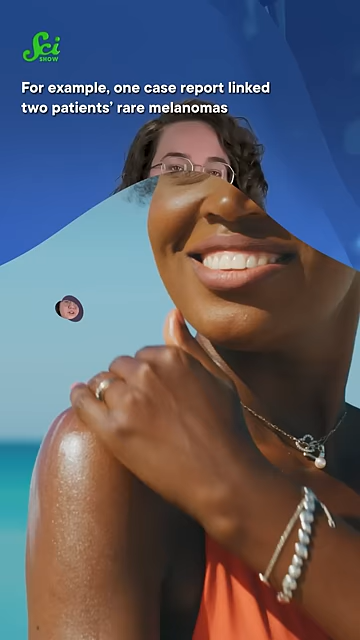 Sci
SHOW
For example, one case report linked
two patients' rare melanomas